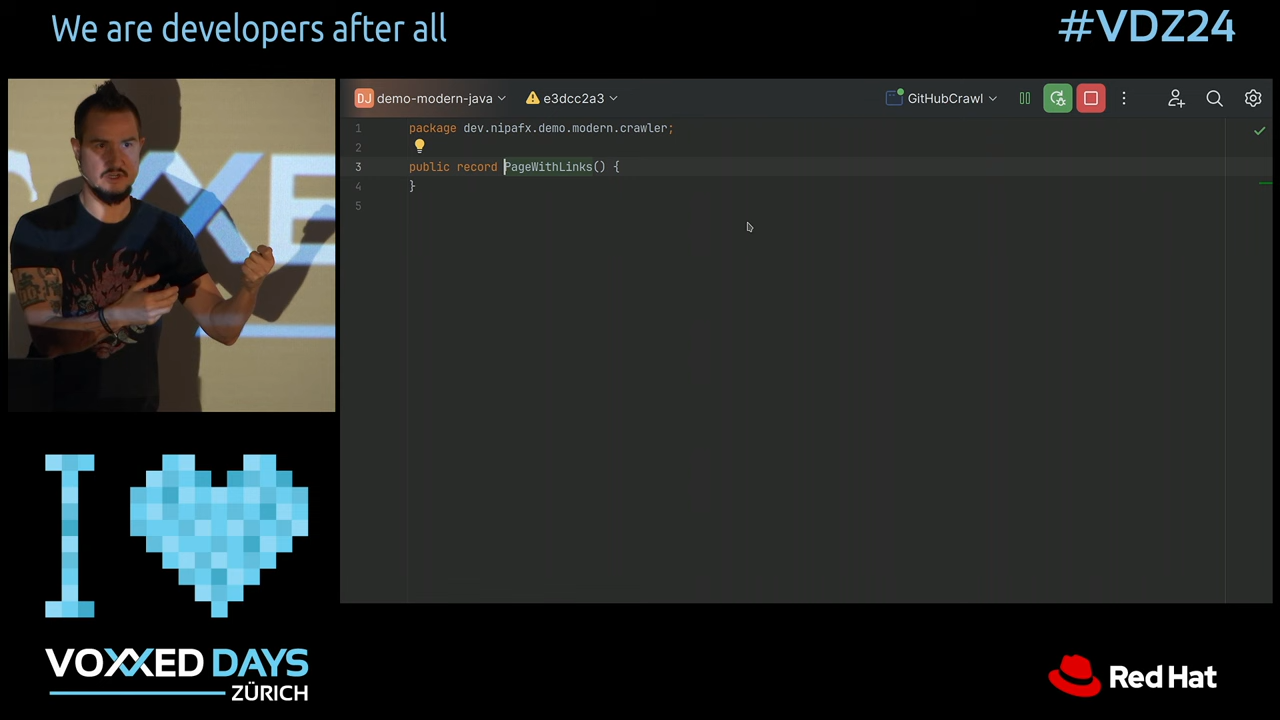 We are developers after all
#VDZ24
DJ demo-modern-java
e3dcc2a3
GitHubCrawl
1 package dev.nipafx.demo.modern.crawler;
2
3 public record PageWithLinks() {
4 }
5
I
VOXXED DAYS
ZÜRICH
Red Hat